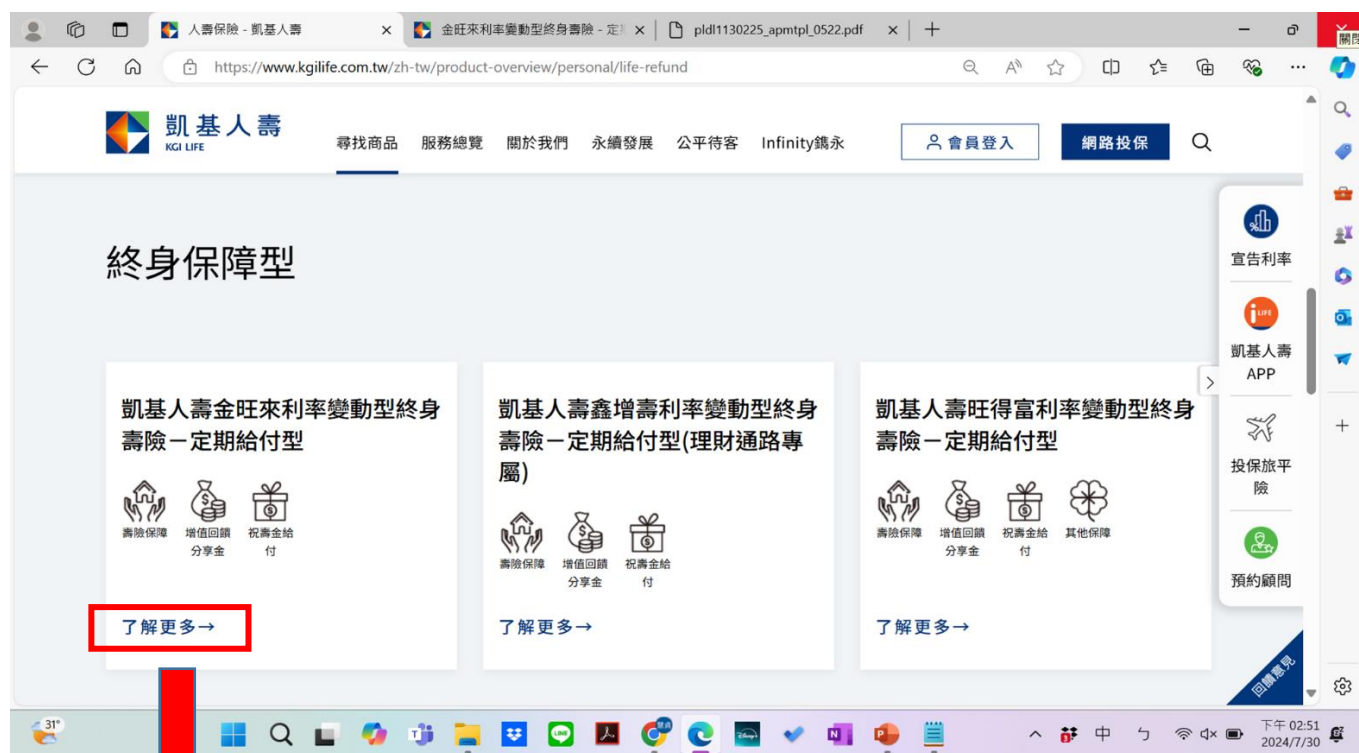 人壽保險 - 凱基人壽
金旺來利率變動型終身壽險 - 定期
pldl1130225_apmtpl_0522.pdf
關閉
https://www.kgilife.com.tw/zh-tw/product-overview/personal/life-refund
凱基人壽
KGI LIFE
尋找商品 服務總覽 關於我們 永續發展 公平待客 Infinity鐫永
會員登入
網路投保
終身保障型
凱基人壽金旺來利率變動型終身
壽險－定期給付型
壽險保障 增值回饋 祝壽金給
分享金 付
了解更多→
凱基人壽鑫增壽利率變動型終身
壽險－定期給付型(理財通路專
屬)
壽險保障 增值回饋 祝壽金給
分享金 付
了解更多→
凱基人壽旺得富利率變動型終身
壽險－定期給付型
壽險保障 增值回饋 祝壽金給 其他保障
分享金 付
了解更多→
宣告利率
iLIFE
凱基人壽
APP
投保旅平
險
預約顧問
回饋意見
31°
中 ㄅ
下午 02:51
2024/7/30